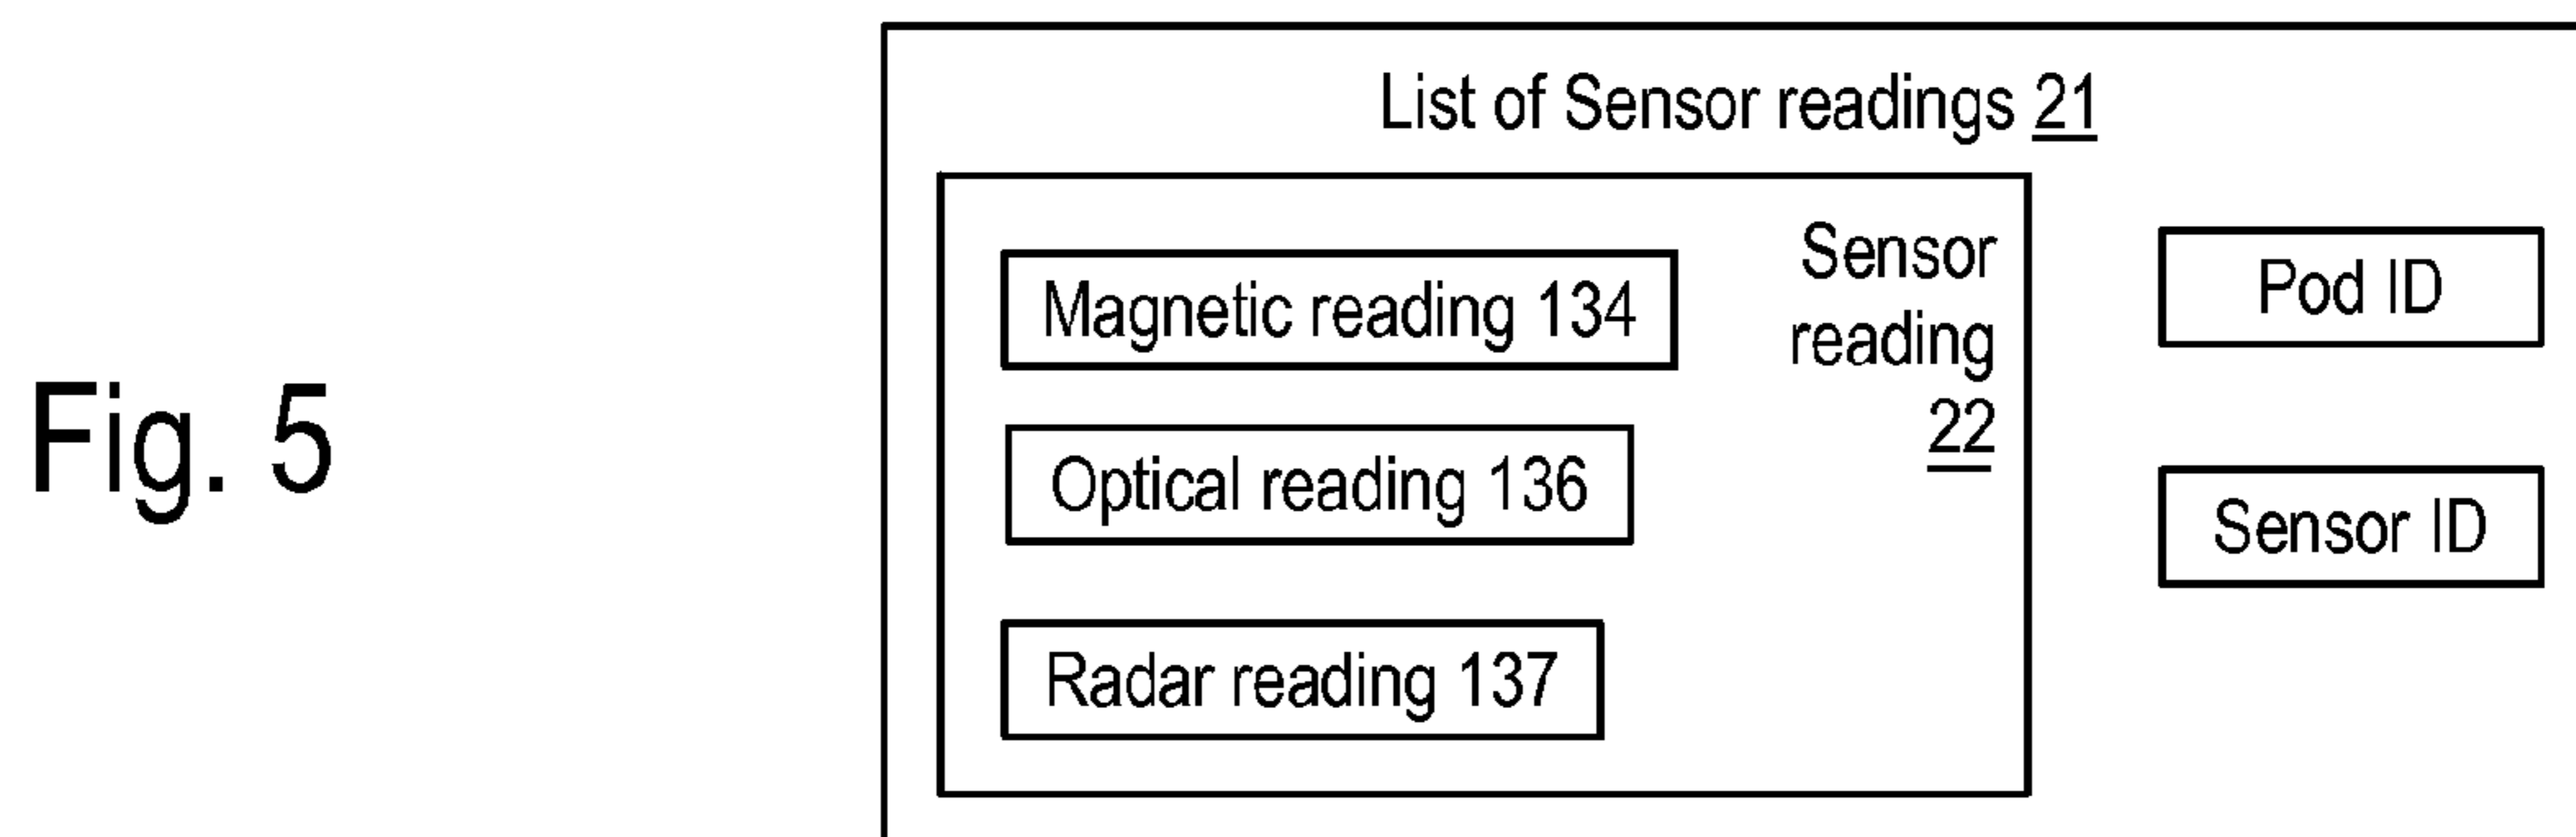 Fig. 5
List of Sensor readings 21
Magnetic reading 134
Optical reading 136
Radar reading 137
Sensor
reading
22
Pod ID
Sensor ID